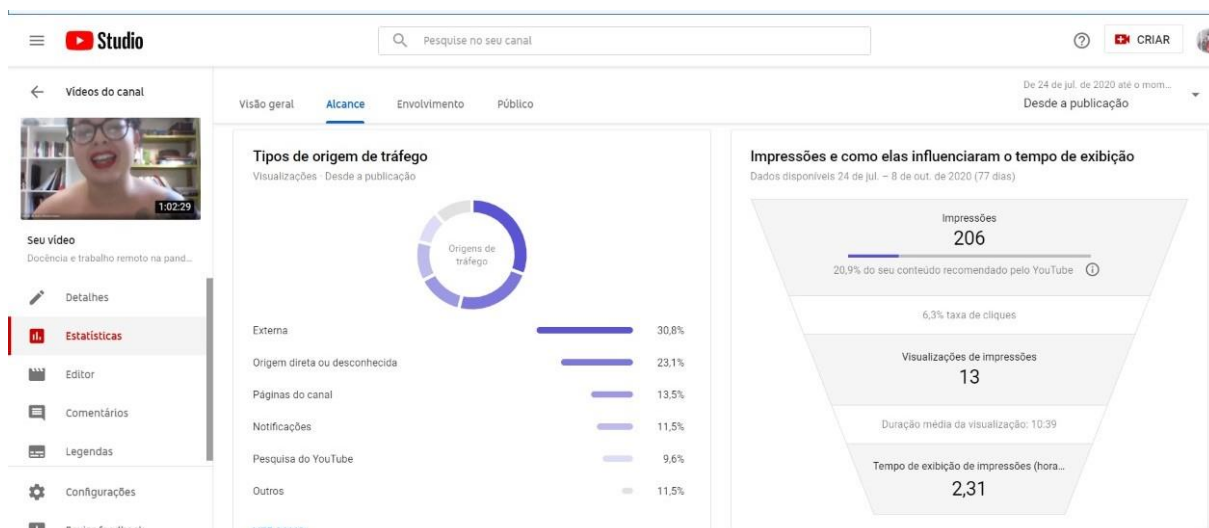 Studio
Pesquise no seu canal
CRIAR
Vídeos do canal
1:02:29
Seu vídeo
Docência e trabalho remoto na pand...
Detalhes
Estatísticas
Editor
Comentários
Legendas
Configurações
Visão geral
Alcance
Envolvimento
Público
De 24 de jul. de 2020 até o mom...
Desde a publicação
Tipos de origem de tráfego
Visualizações · Desde a publicação
Origens de
tráfego
Externa 30,8%
Origem direta ou desconhecida 23,1%
Páginas do canal 13,5%
Notificações 11,5%
Pesquisa do YouTube 9,6%
Outros 11,5%
Impressões e como elas influenciaram o tempo de exibição
Dados disponíveis 24 de jul. – 8 de out. de 2020 (77 dias)
Impressões
206
20,9% do seu conteúdo recomendado pelo YouTube
6,3% taxa de cliques
Visualizações de impressões
13
Duração média da visualização: 10:39
Tempo de exibição de impressões (hora...
2,31